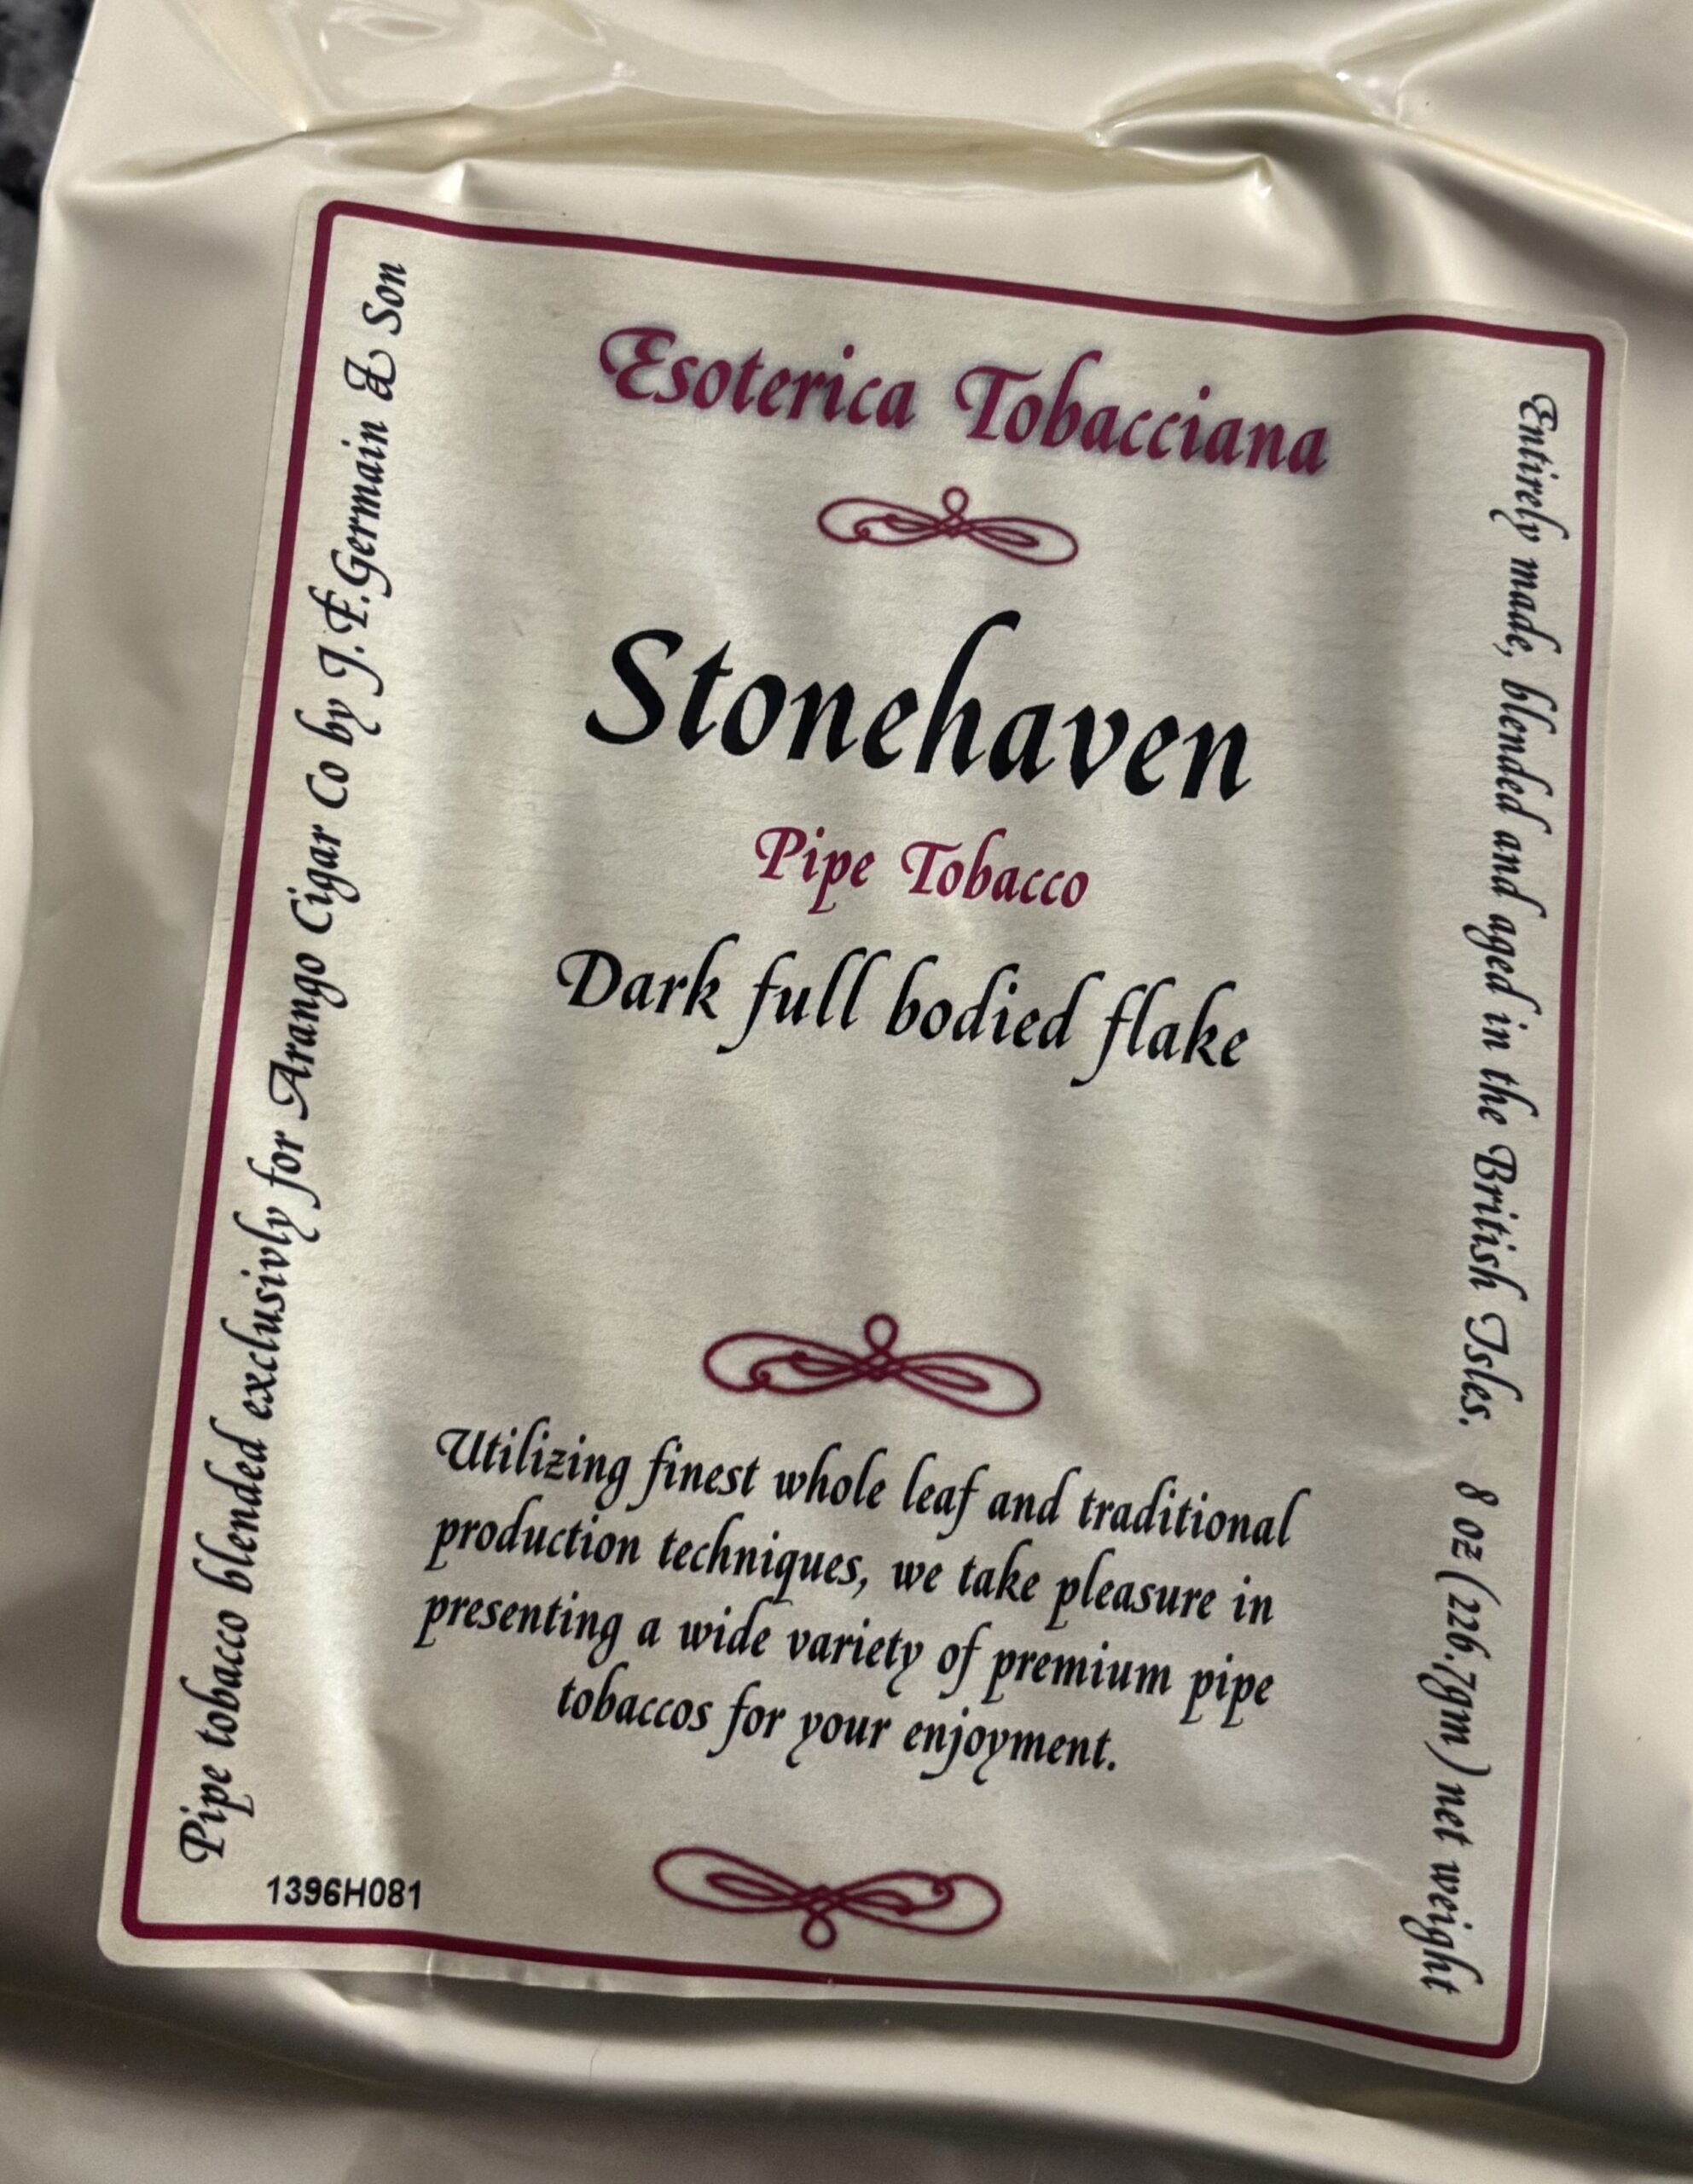 Esoterica Tobacciana
Stonehaven
Pipe Tobacco
Dark full bodied flake
Utilizing finest whole leaf and traditional
production techniques, we take pleasure in
presenting a wide variety of premium pipe
tobaccos for your enjoyment.
Pipe tobacco blended exclusivly for Arango Cigar Co by J.F.Germain & Son
Entirely made, blended and aged in the British Isles. 8 oz (226.7gm) net weight
1396H081